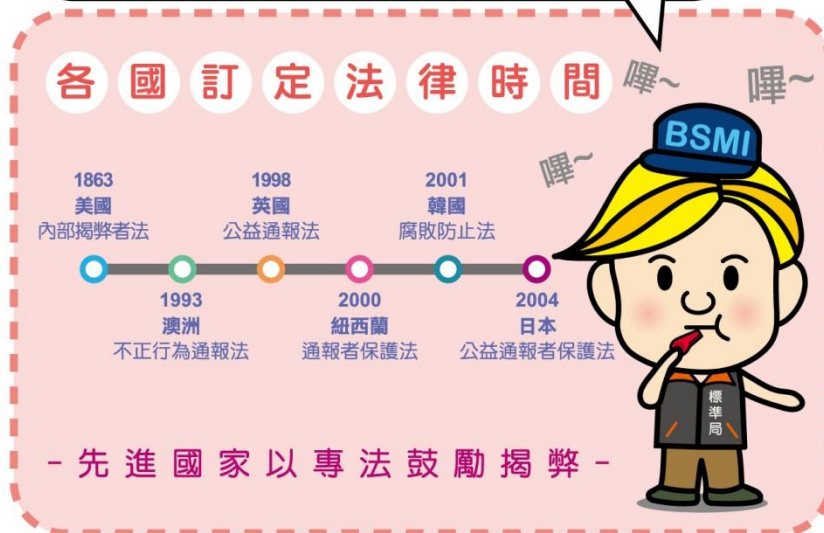 各國訂定法律時間
嗶~
嗶~
嗶~
BSMI
1863
美國
內部揭弊者法
1998
英國
公益通報法
2001
韓國
腐敗防止法
1993
澳洲
不正行為通報法
2000
紐西蘭
通報者保護法
2004
日本
公益通報者保護法
標準局
-先進國家以專法鼓勵揭弊-